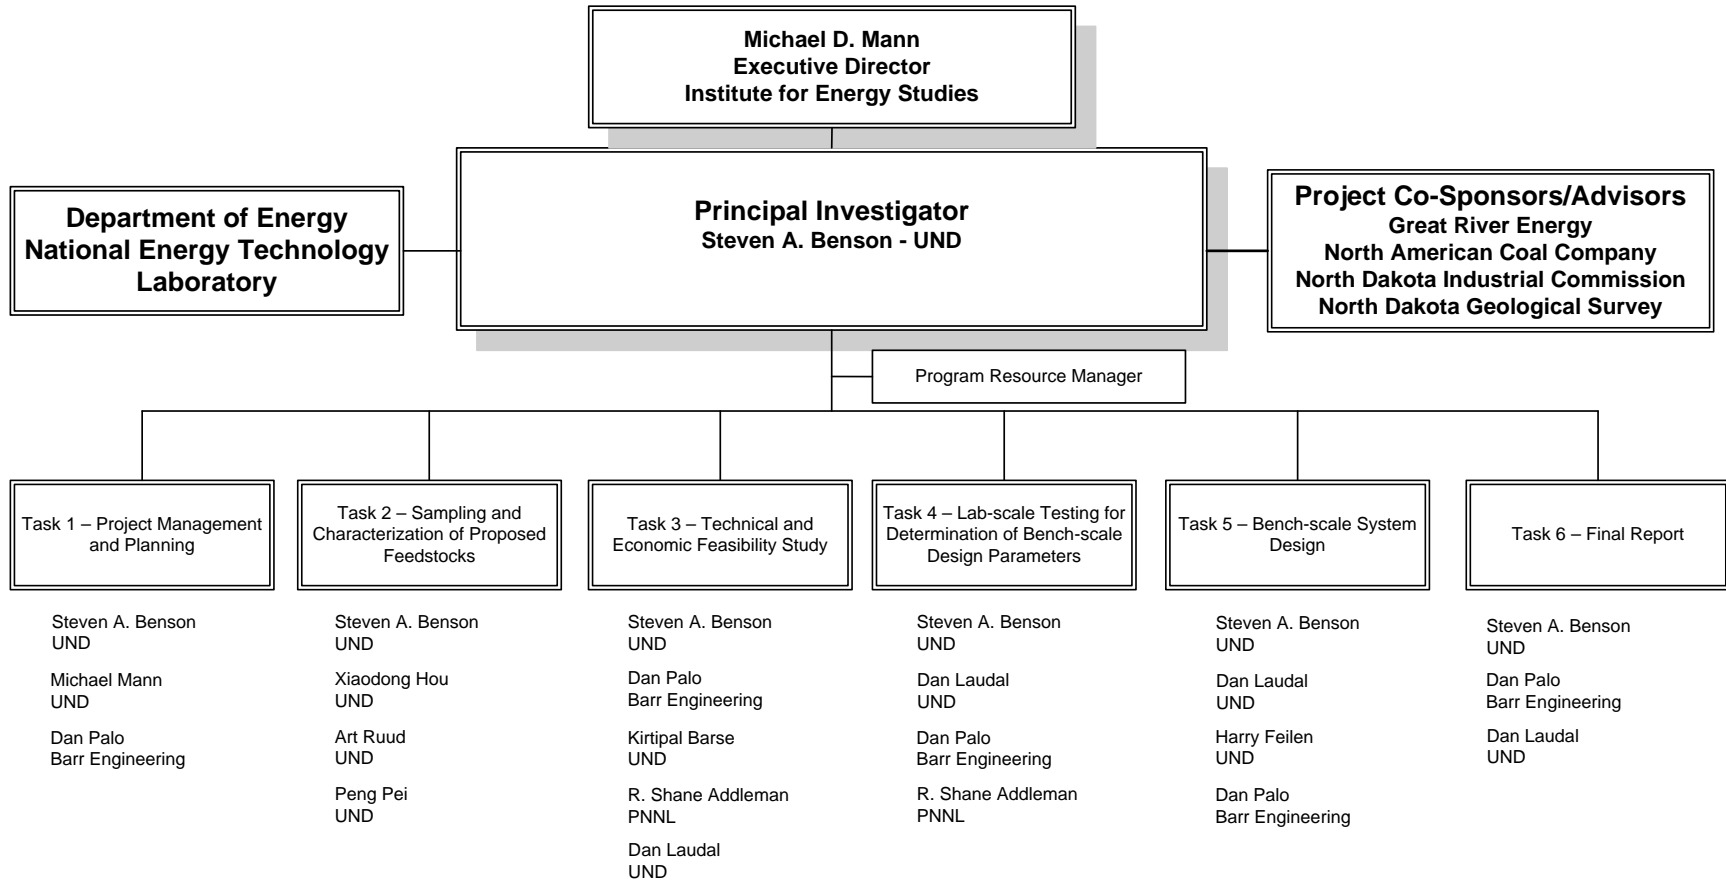 Michael D. Mann
Executive Director
Institute for Energy Studies
Department of Energy
National Energy Technology
Laboratory
Principal Investigator
Steven A. Benson - UND
Project Co-Sponsors/Advisors
Great River Energy
North American Coal Company
North Dakota Industrial Commission
North Dakota Geological Survey
Program Resource Manager
Task 1 – Project Management
and Planning
Steven A. Benson
UND
Michael Mann
UND
Dan Palo
Barr Engineering
Task 2 – Sampling and
Characterization of Proposed
Feedstocks
Steven A. Benson
UND
Xiaodong Hou
UND
Art Ruud
UND
Peng Pei
UND
Task 3 – Technical and
Economic Feasibility Study
Steven A. Benson
UND
Dan Palo
Barr Engineering
Kirtipal Barse
UND
R. Shane Addleman
PNNL
Dan Laudal
UND
Task 4 – Lab-scale Testing for
Determination of Bench-scale
Design Parameters
Steven A. Benson
UND
Dan Laudal
UND
Dan Palo
Barr Engineering
R. Shane Addleman
PNNL
Task 5 – Bench-scale System
Design
Steven A. Benson
UND
Dan Laudal
UND
Harry Feilen
UND
Dan Palo
Barr Engineering
Task 6 – Final Report
Steven A. Benson
UND
Dan Palo
Barr Engineering
Dan Laudal
UND